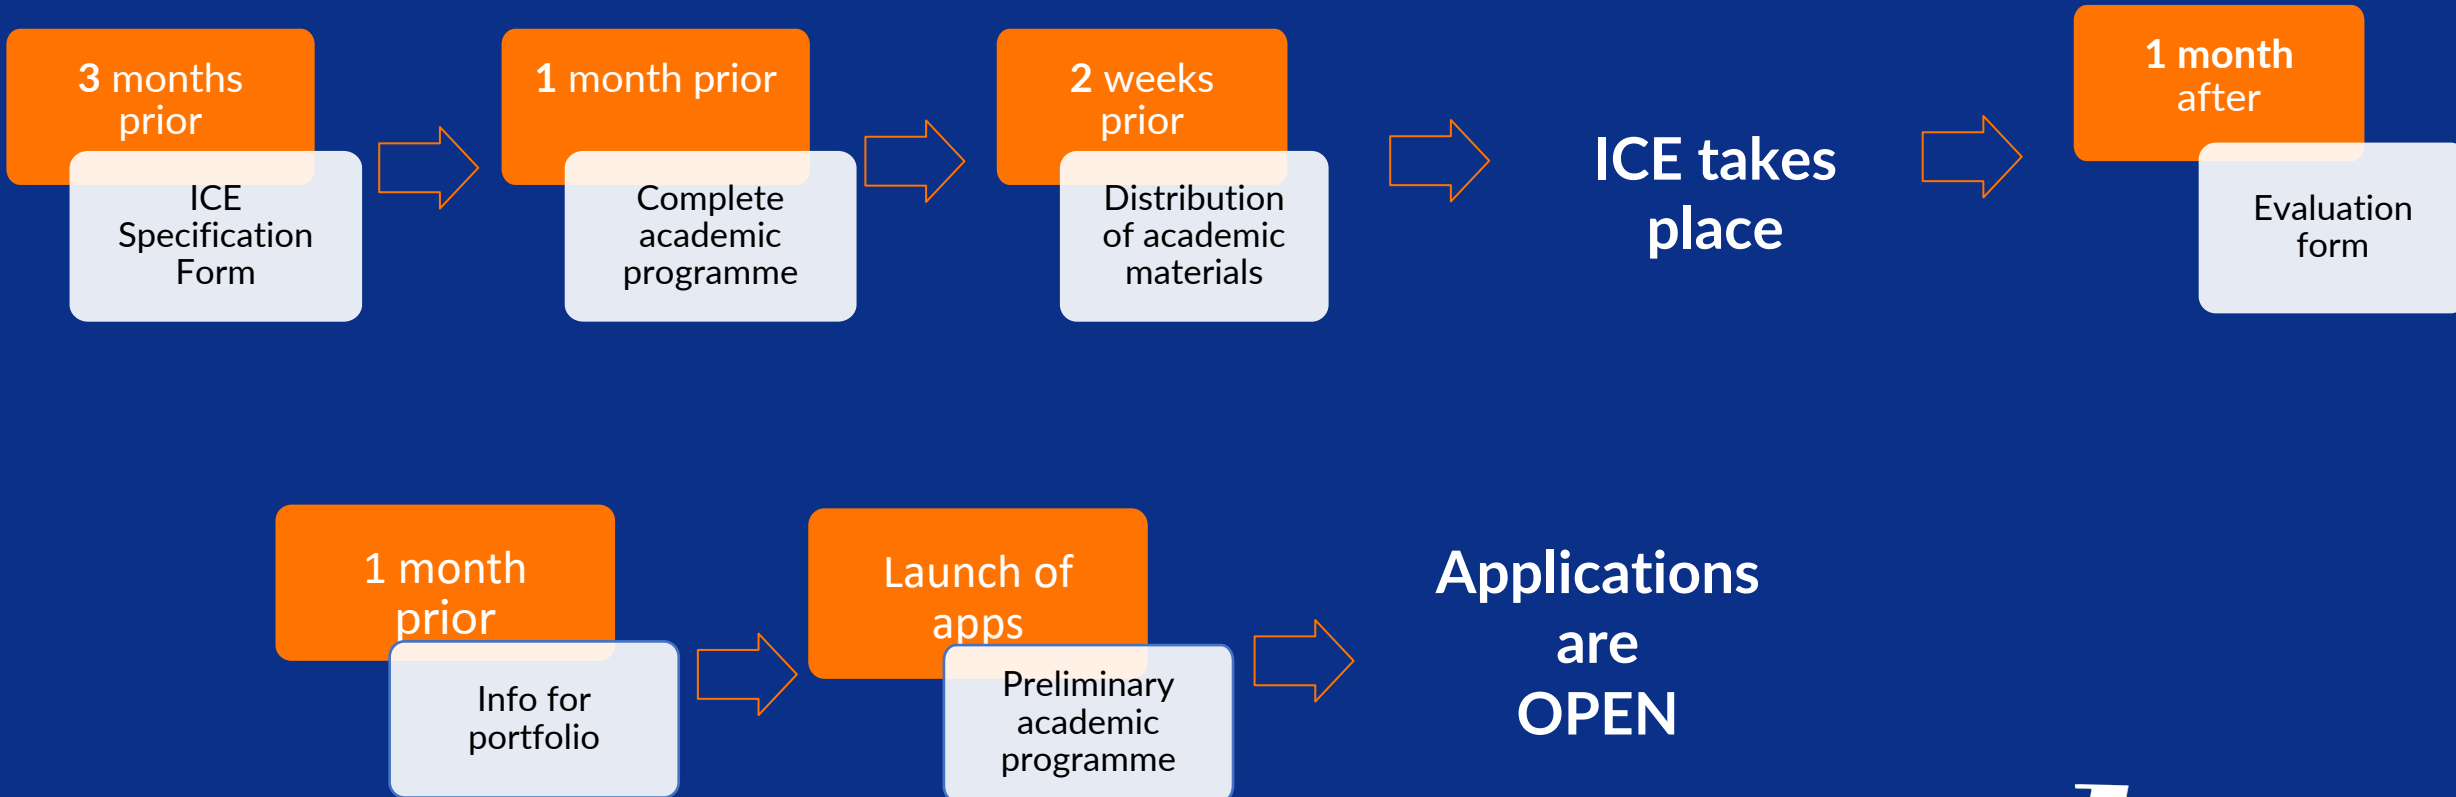 3 months
prior
ICE
Specification
Form
1 month prior
Complete
academic
programme
2 weeks
prior
Distribution
of academic
materials
ICE takes
place
1 month
after
Evaluation
form
1 month
prior
Info for
portfolio
Launch of
apps
Preliminary
academic
programme
Applications
are
OPEN